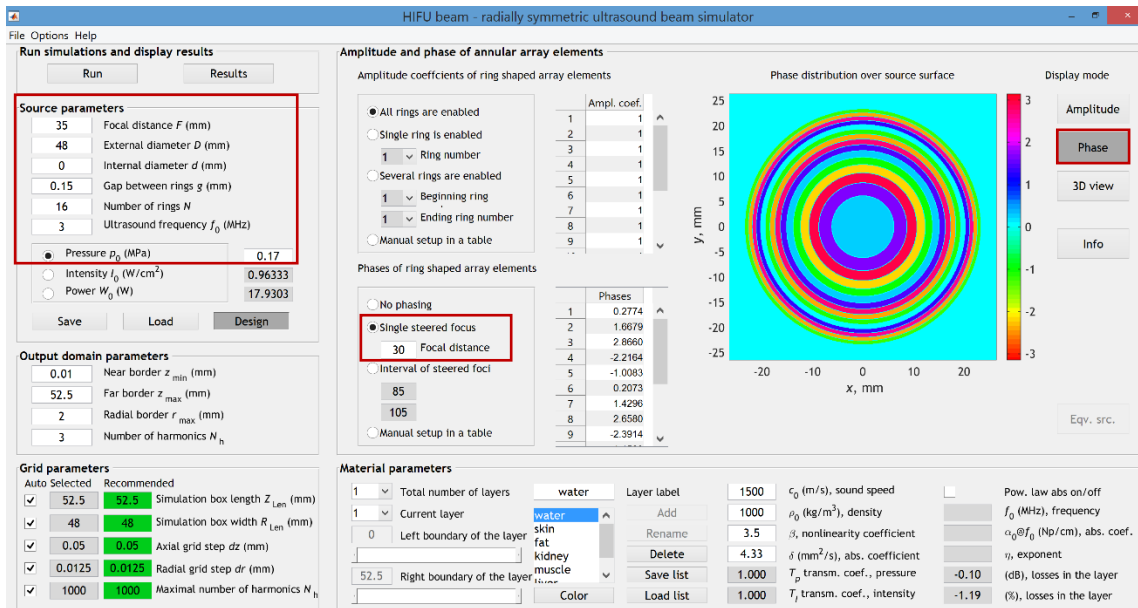 HIFU beam - radially symmetric ultrasound beam simulator
File Options Help
Run simulations and display results
Run Results
Source parameters
35 Focal distance F (mm)
48 External diameter D (mm)
0 Internal diameter d (mm)
0.15 Gap between rings g (mm)
16 Number of rings N
3 Ultrasound frequency f0 (MHz)
Pressure p0 (MPa) 0.17
Intensity I0 (W/cm²) 0.96333
Power W0 (W) 17.9303
Save Load Design
Output domain parameters
0.01 Near border z min (mm)
52.5 Far border z max (mm)
2 Radial border r max (mm)
3 Number of harmonics Nh
Grid parameters
Auto Selected Recommended
52.5 52.5 Simulation box length Z Len (mm)
48 48 Simulation box width R Len (mm)
0.05 0.05 Axial grid step dz (mm)
0.0125 0.0125 Radial grid step dr (mm)
1000 1000 Maximal number of harmonics Nh
Amplitude and phase of annular array elements
Amplitude coeffcients of ring shaped array elements
All rings are enabled
Single ring is enabled
1 Ring number
Several rings are enabled
1 Beginning ring
1 Ending ring number
Manual setup in a table
Ampl. coef.
1 1
2 1
3 1
4 1
5 1
6 1
7 1
8 1
9 1
Phases of ring shaped array elements
No phasing
Single steered focus
30 Focal distance
Interval of steered foci
85
105
Manual setup in a table
Phases
1 0.2774
2 1.6679
3 2.8660
4 -2.2164
5 -1.0083
6 0.2073
7 1.4296
8 2.6580
9 -2.3914
Phase distribution over source surface
25
20
15
10
5
0
-5
-10
-15
-20
-25
y, mm
-20 -10 0 10 20
x, mm
3
2
1
0
-1
-2
-3
Display mode
Amplitude
Phase
3D view
Info
Eqv. src.
Material parameters
1 Total number of layers
1 Current layer
0 Left boundary of the layer
52.5 Right boundary of the layer
water Layer label
water
skin
fat
kidney
muscle
liver
Color
Add
Rename
Delete
Save list
Load list
1500 c0 (m/s), sound speed
1000 ρ0 (kg/m³), density
3.5 β, nonlinearity coefficient
4.33 δ (mm²/s), abs. coefficient
1.000 Tp transm. coef., pressure
1.000 TI transm. coef., intensity
Pow. law abs on/off
f0 (MHz), frequency
α0@f0 (Np/cm), abs. coef.
η, exponent
-0.10 (dB), losses in the layer
-1.19 (%), losses in the layer